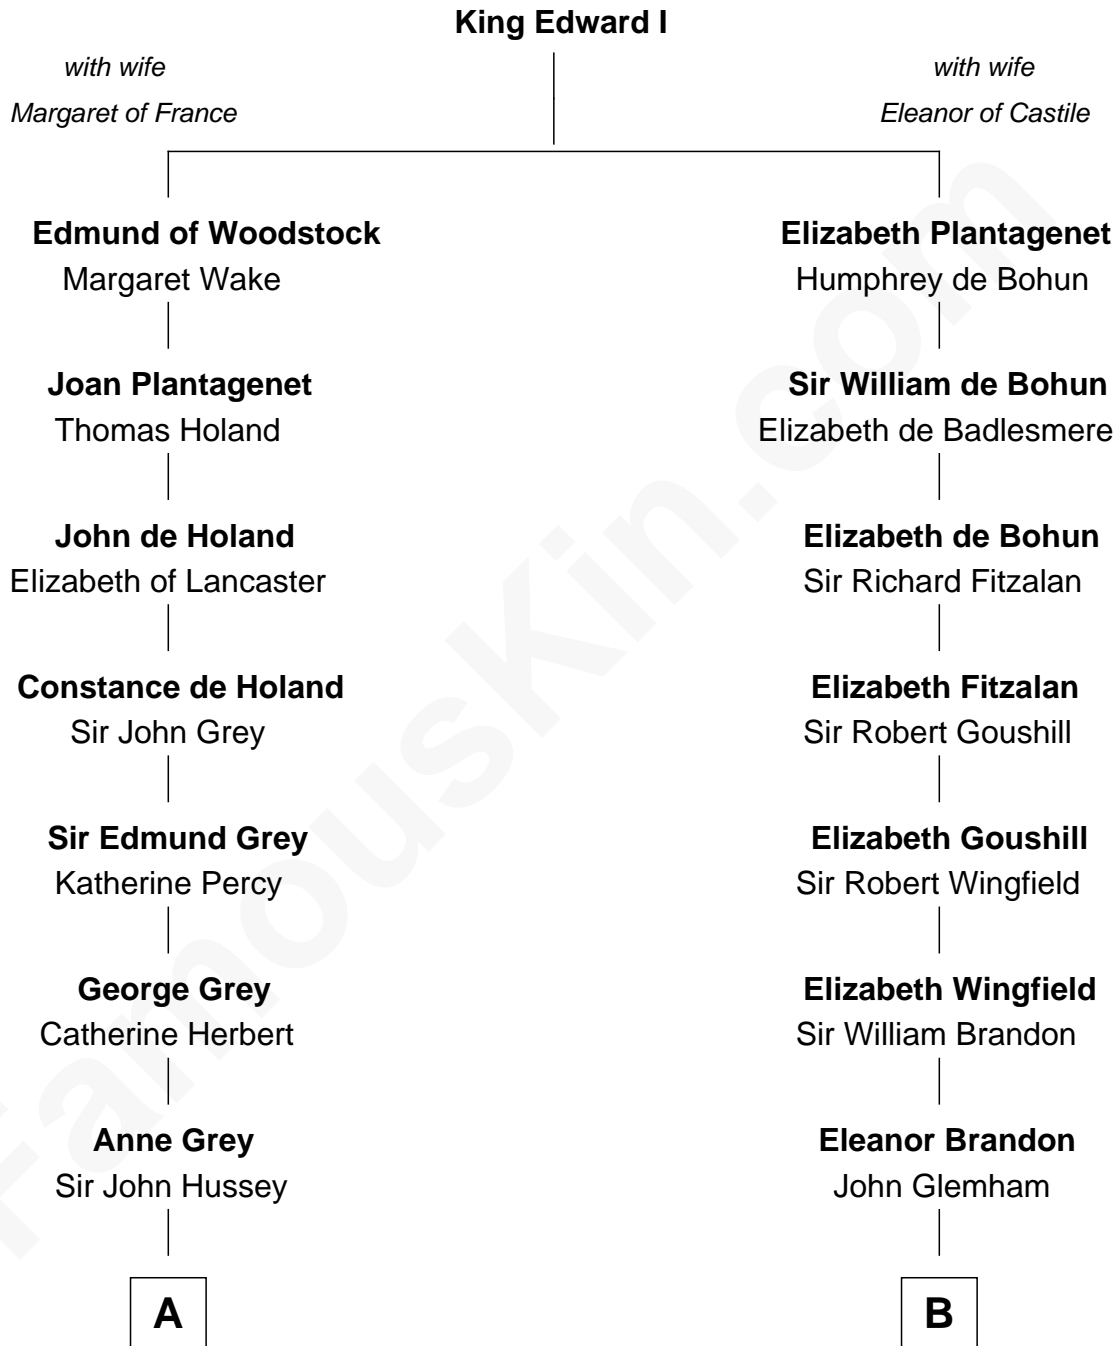 King Edward I
with wife
Margaret of France
with wife
Eleanor of Castile
Edmund of Woodstock
Margaret Wake
Elizabeth Plantagenet
Humphrey de Bohun
Joan Plantagenet
Thomas Holand
Sir William de Bohun
Elizabeth de Badlesmere
John de Holand
Elizabeth of Lancaster
Elizabeth de Bohun
Sir Richard Fitzalan
Constance de Holand
Sir John Grey
Elizabeth Fitzalan
Sir Robert Goushill
Sir Edmund Grey
Katherine Percy
Elizabeth Goushill
Sir Robert Wingfield
George Grey
Catherine Herbert
Elizabeth Wingfield
Sir William Brandon
Anne Grey
Sir John Hussey
Eleanor Brandon
John Glemham
A
B
FamousKin.com